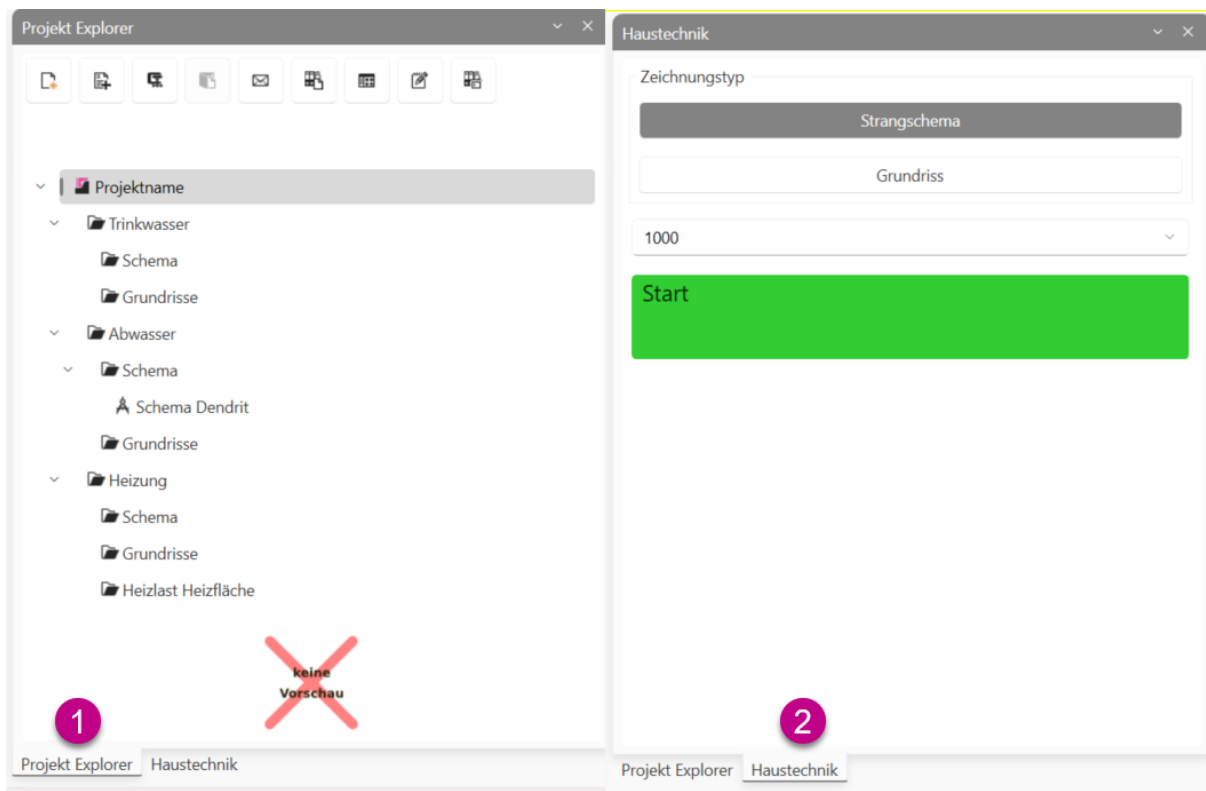 Projekt Explorer
Projektname
Trinkwasser
Schema
Grundrisse
Abwasser
Schema
Schema Dendrit
Grundrisse
Heizung
Schema
Grundrisse
Heizlast Heizfläche
keine
Vorschau
1
Projekt Explorer Haustechnik
Haustechnik
Zeichnungstyp
Strangschema
Grundriss
1000
Start
2
Projekt Explorer Haustechnik